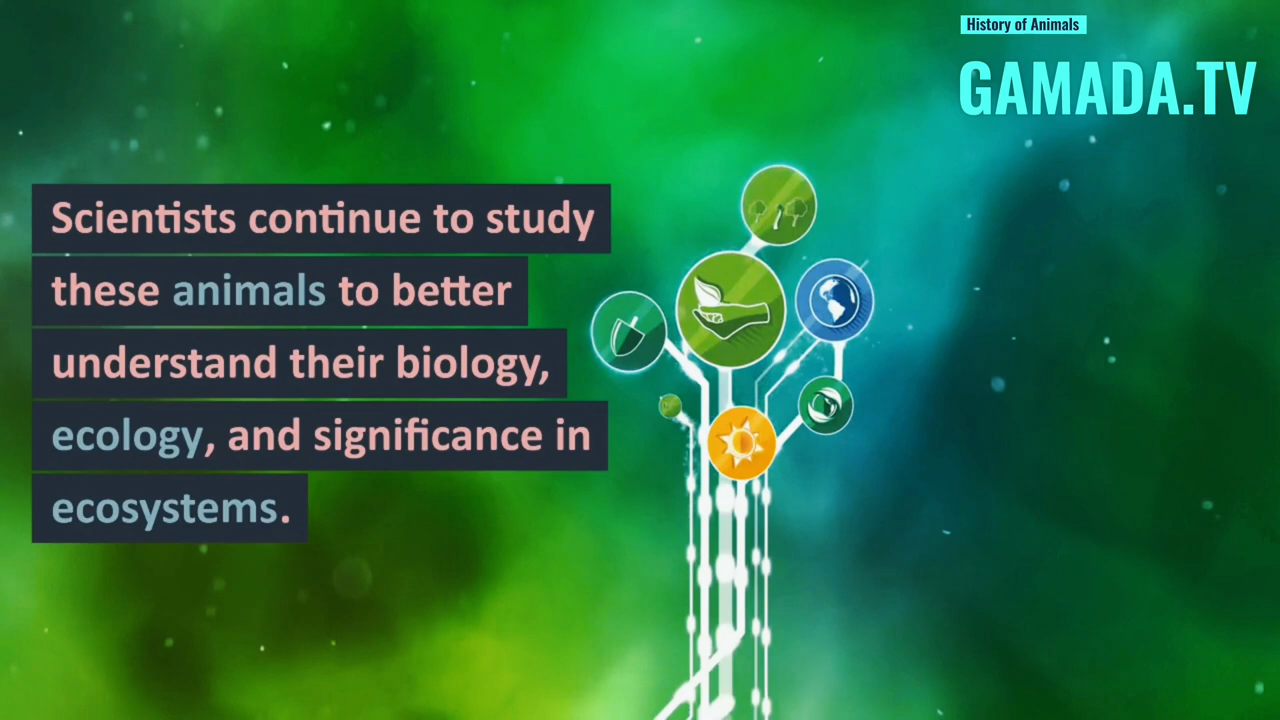 History of Animals
GAMADA.TV
Scientists continue to study
these animals to better
understand their biology,
ecology, and significance in
ecosystems.